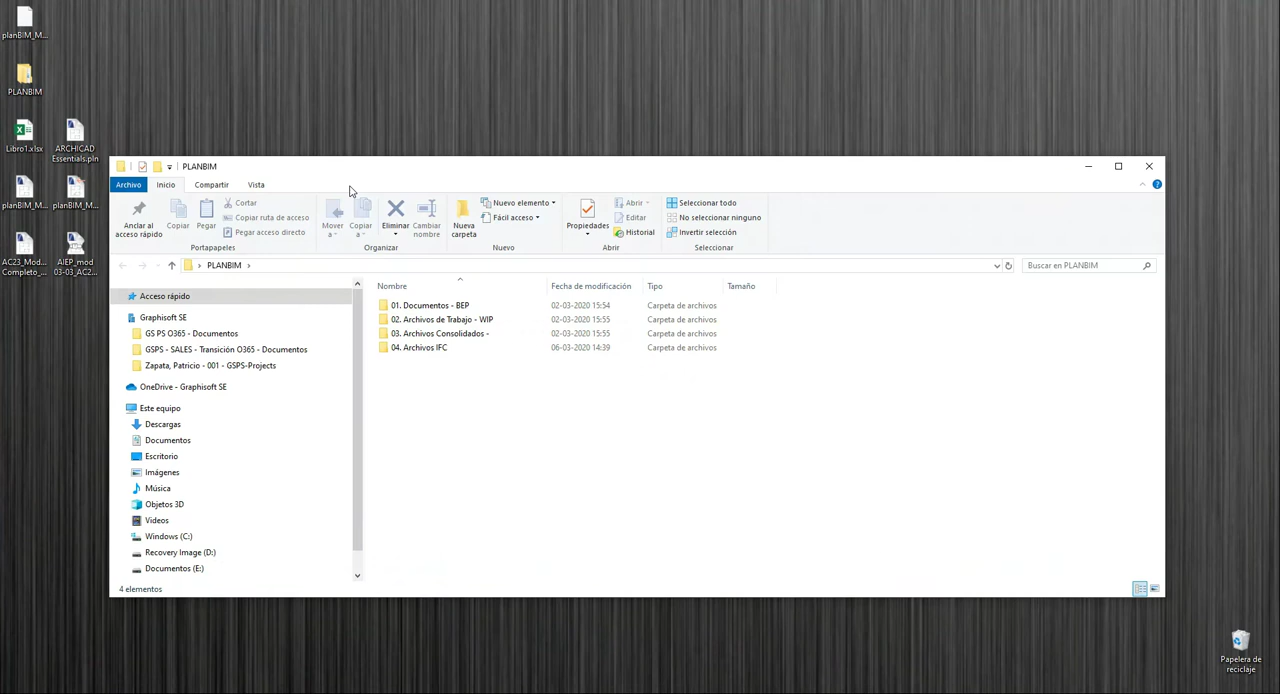 planBIM_M...
PLANBIM
Libro1.xlsx
ARCHICAD
Essentials.pln
planBIM_M...
planBIM_M...
AC23_Mod...
Completo_...
AIEP_mod
03-03_AC2...
PLANBIM
Archivo
Inicio
Compartir
Vista
Anclar al
acceso rápido
Copiar
Pegar
Cortar
Copiar ruta de acceso
Pegar acceso directo
Portapapeles
Mover
a
Copiar
a
Eliminar
Cambiar
nombre
Organizar
Nueva
carpeta
Nuevo elemento
Fácil acceso
Nuevo
Propiedades
Abrir
Editar
Historial
Abrir
Seleccionar todo
No seleccionar ninguno
Invertir selección
Seleccionar
PLANBIM
Buscar en PLANBIM
Acceso rápido
Graphisoft SE
GS PS O365 - Documentos
GSPS - SALES - Transición O365 - Documentos
Zapata, Patricio - 001 - GSPS-Projects
OneDrive - Graphisoft SE
Este equipo
Descargas
Documentos
Escritorio
Imágenes
Música
Objetos 3D
Videos
Windows (C:)
Recovery Image (D:)
Documentos (E:)
Nombre Fecha de modificación Tipo Tamaño
01. Documentos - BEP 02-03-2020 15:54 Carpeta de archivos
02. Archivos de Trabajo - WIP 02-03-2020 15:55 Carpeta de archivos
03. Archivos Consolidados - 02-03-2020 15:55 Carpeta de archivos
04. Archivos IFC 06-03-2020 14:39 Carpeta de archivos
4 elementos
Papelera de
reciclaje